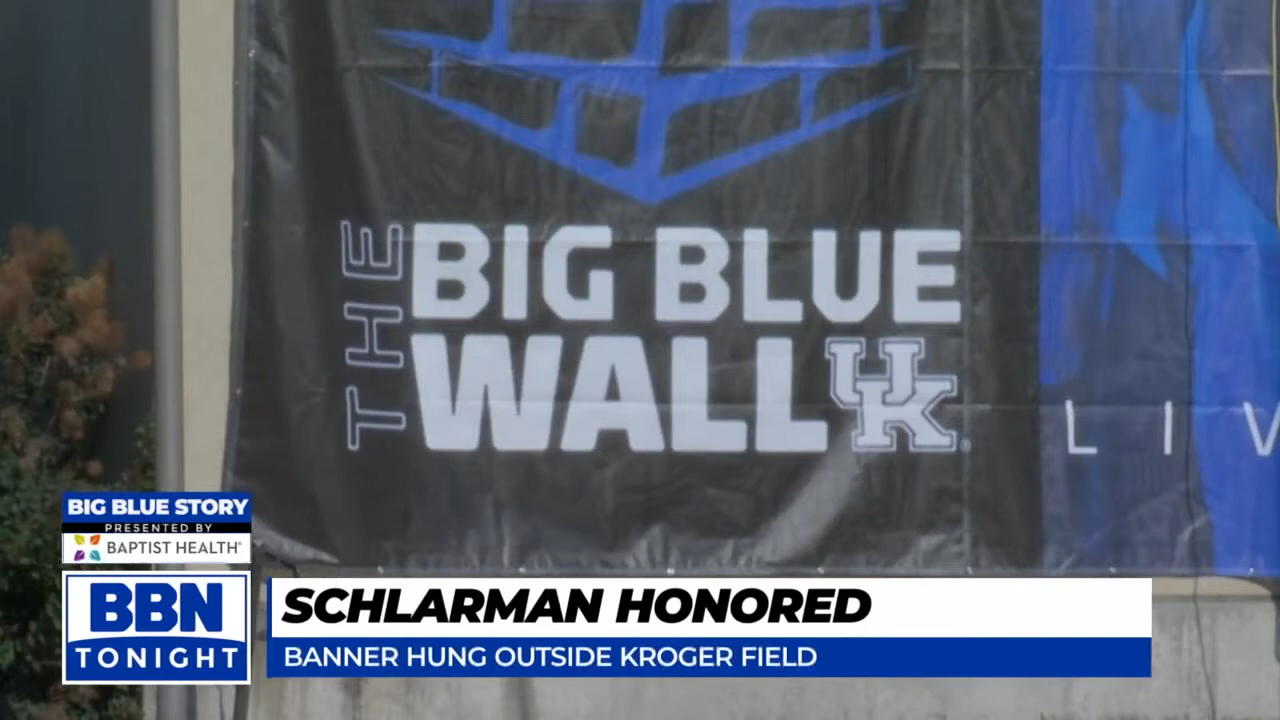 THE
BIG BLUE
WALL UK
LIV
BIG BLUE STORY
PRESENTED BY
BAPTIST HEALTH®
BBN
TONIGHT
SCHLARMAN HONORED
BANNER HUNG OUTSIDE KROGER FIELD